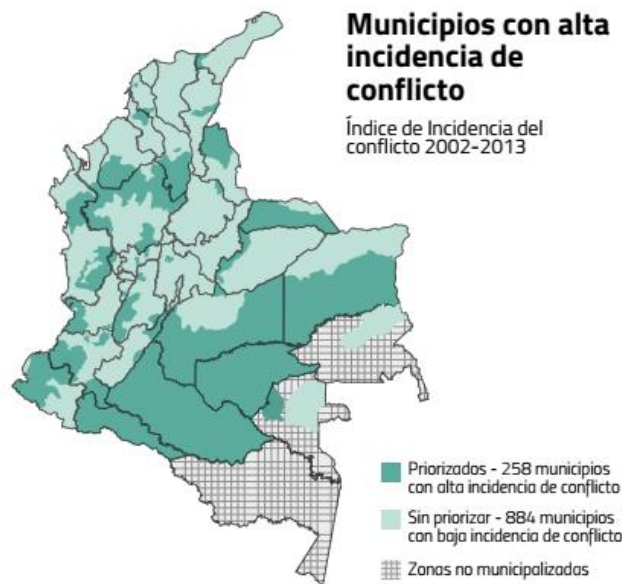 Municipios con alta
incidencia de
conflicto
Índice de Incidencia del
conflicto 2002-2013
Priorizados - 258 municipios
con alta incidencia de conflicto
Sin priorizar - 884 municipios
con baja incidencia de conflicto
Zonas no municipalizadas